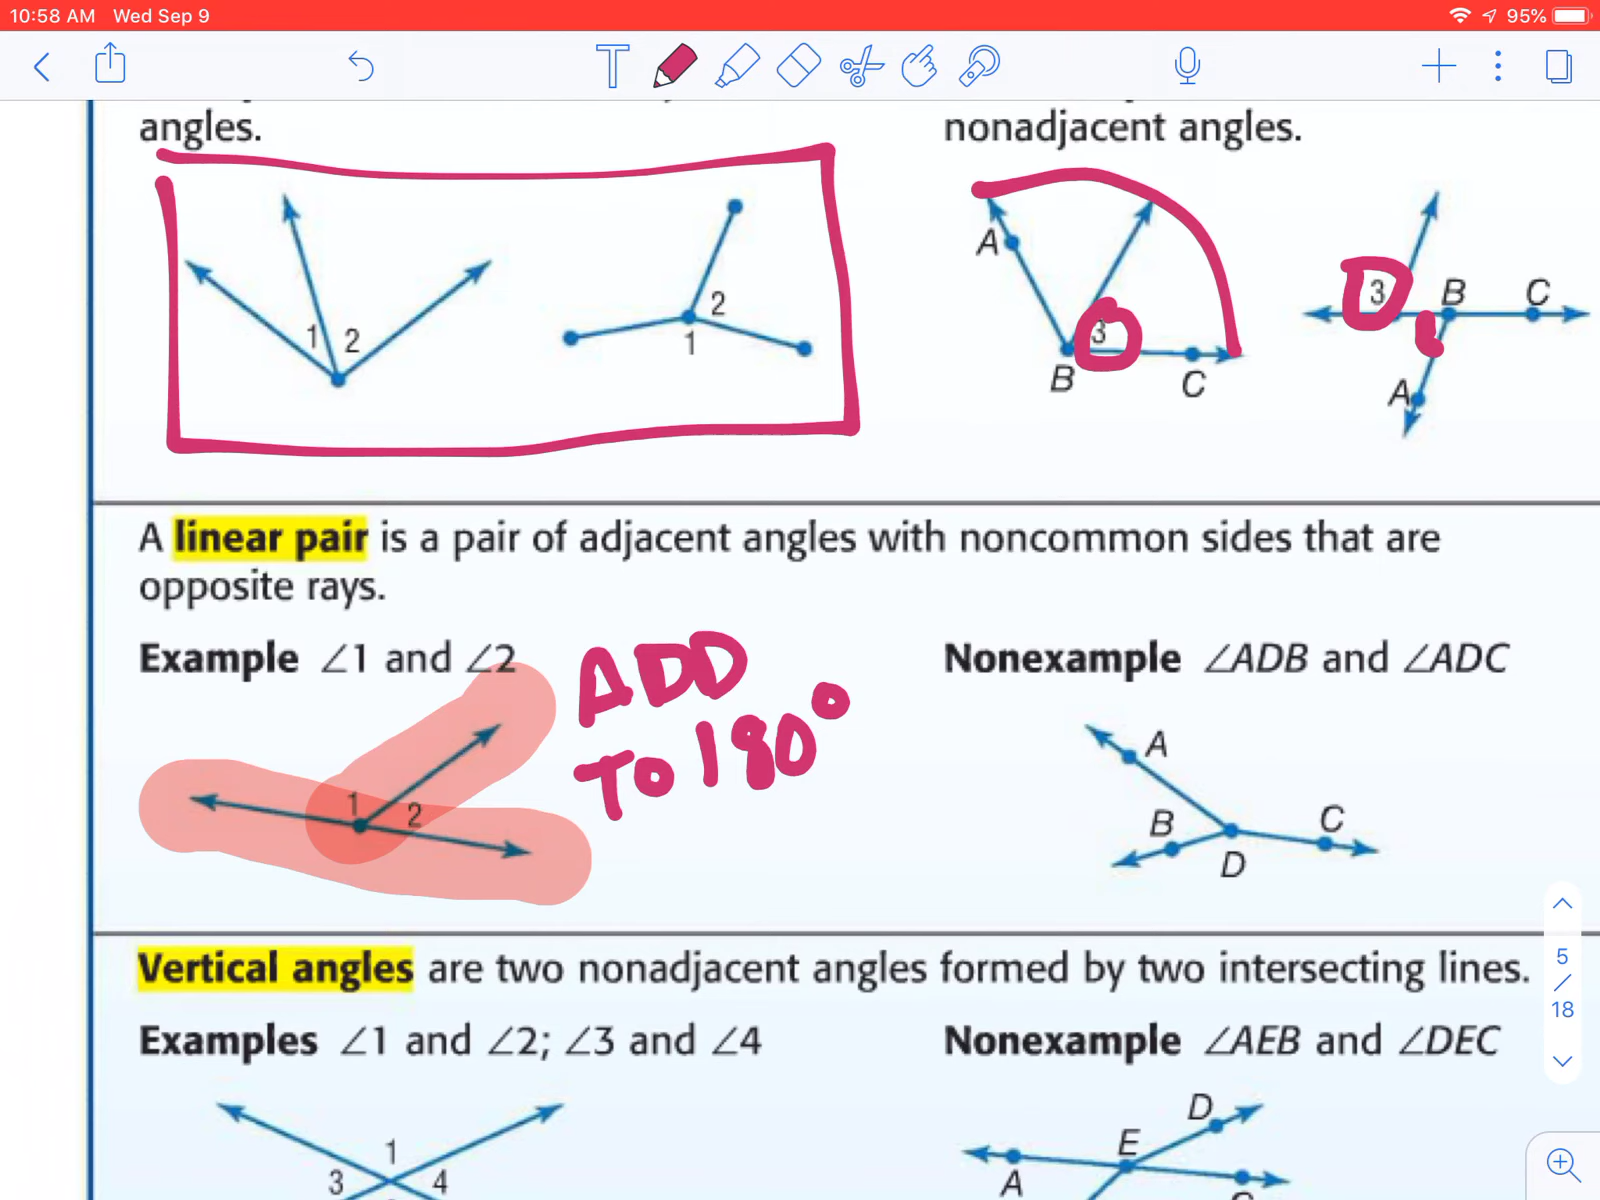 10:58 AM Wed Sep 9
95%
T
angles.
nonadjacent angles.
1 2
2
1
A
3
B
C
3 B C
A
A linear pair is a pair of adjacent angles with noncommon sides that are
opposite rays.
Example ∠1 and ∠2
ADD
TO 180°
1 2
Nonexample ∠ADB and ∠ADC
A
B
C
D
Vertical angles are two nonadjacent angles formed by two intersecting lines.
Examples ∠1 and ∠2; ∠3 and ∠4
1
3 4
Nonexample ∠AEB and ∠DEC
D
E
A
5
/
18